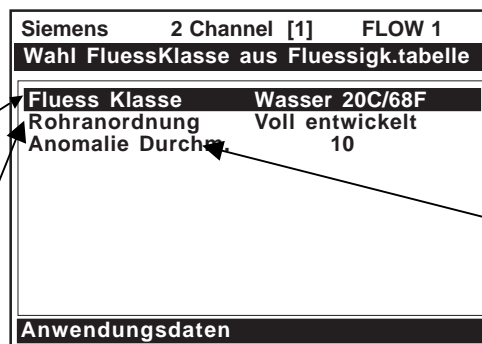 Siemens 2 Channel [1] FLOW 1
Wahl FluessKlasse aus Fluessigk.tabelle
Fluess Klasse Wasser 20C/68F
Rohranordnung Voll entwickelt
Anomalie Durchm. 10
Anwendungsdaten